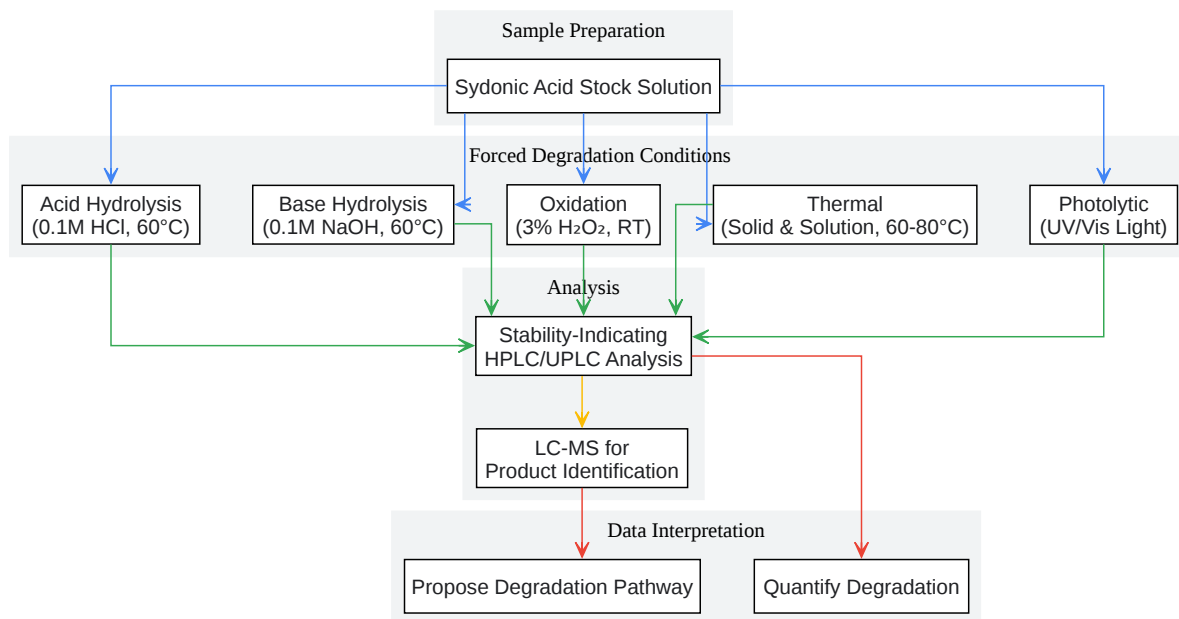 Sample Preparation
Sydonic Acid Stock Solution
Forced Degradation Conditions
Acid Hydrolysis
(0.1M HCl, 60°C)
Base Hydrolysis
(0.1M NaOH, 60°C)
Oxidation
(3% H₂O₂, RT)
Thermal
(Solid & Solution, 60-80°C)
Photolytic
(UV/Vis Light)
Analysis
Stability-Indicating
HPLC/UPLC Analysis
LC-MS for
Product Identification
Data Interpretation
Propose Degradation Pathway
Quantify Degradation